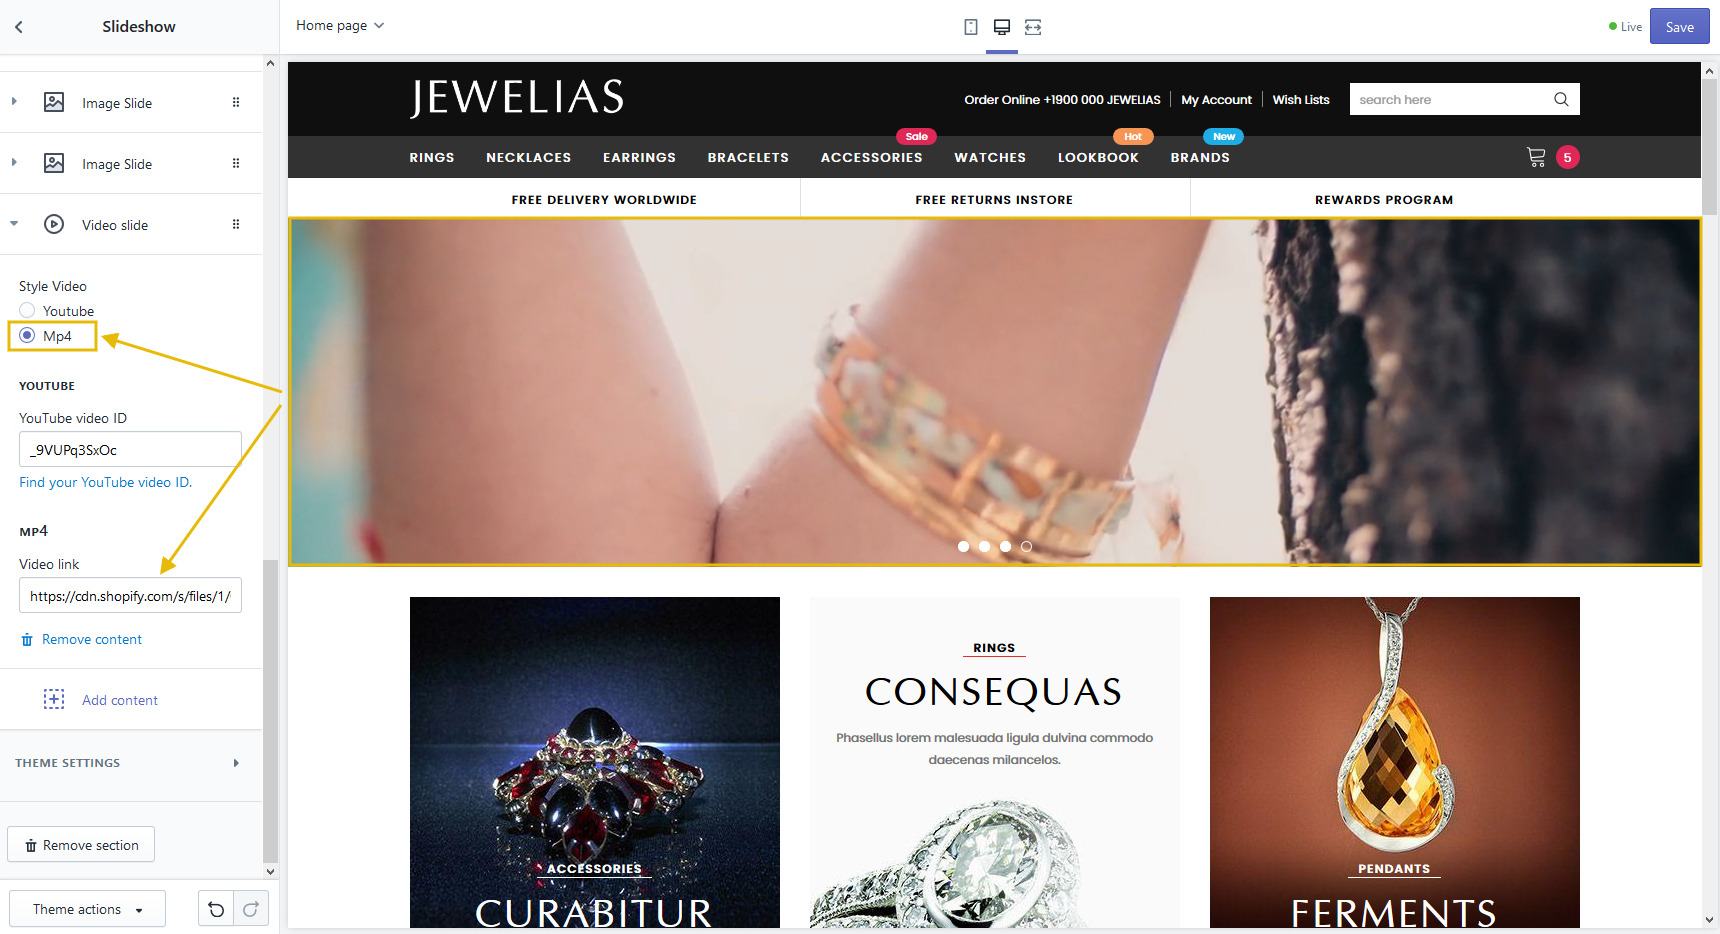 Slideshow
Home page
Live
Save
Image Slide
Image Slide
Video slide
Style Video
Youtube
Mp4
YOUTUBE
YouTube video ID
_9VUPq3SxOc
Find your YouTube video ID.
MP4
Video link
https://cdn.shopify.com/s/files/1/
Remove content
Add content
THEME SETTINGS
Remove section
Theme actions
JEWELIAS
Order Online +1900 000 JEWELIAS
My Account
Wish Lists
search here
Sale
Hot
New
RINGS NECKLACES EARRINGS BRACELETS ACCESSORIES WATCHES LOOKBOOK BRANDS
5
FREE DELIVERY WORLDWIDE
FREE RETURNS INSTORE
REWARDS PROGRAM
ACCESSORIES
CURABITUR
RINGS
CONSEQUAS
Phasellus lorem malesuada ligula dulvina commodo
daecenas milancelos.
PENDANTS
FERMENTS